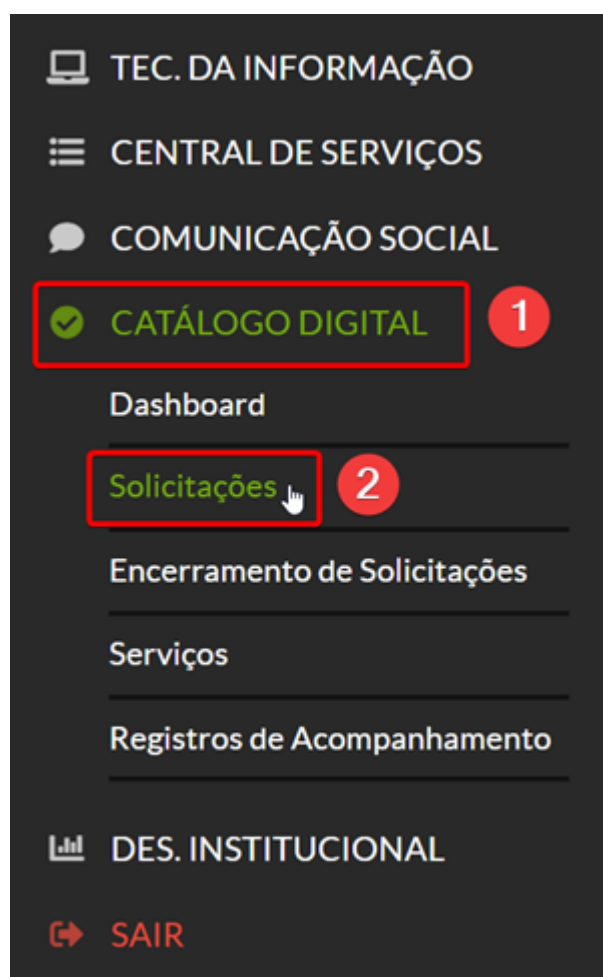 TEC. DA INFORMAÇÃO
CENTRAL DE SERVIÇOS
COMUNICAÇÃO SOCIAL
CATÁLOGO DIGITAL 1
Dashboard
Solicitações 2
Encerramento de Solicitações
Serviços
Registros de Acompanhamento
DES. INSTITUCIONAL
SAIR